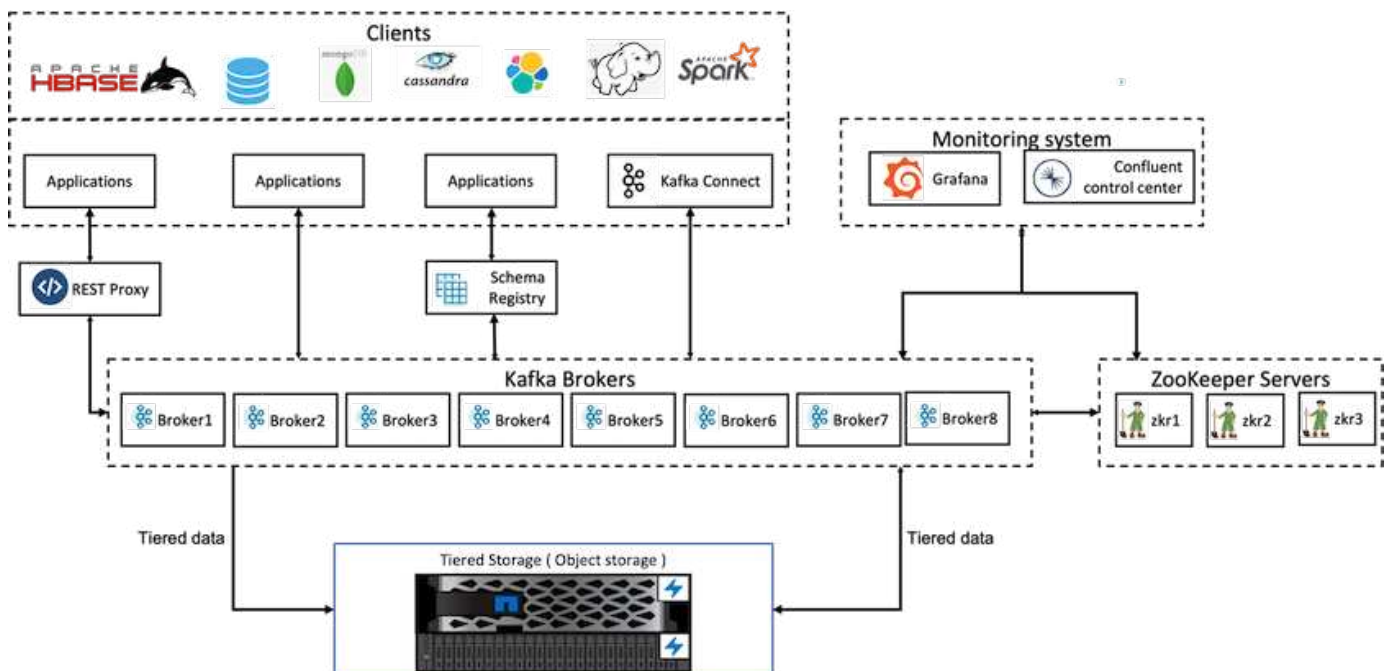 Clients
APACHE
HBASE
mongoDB
cassandra
APACHE
Spark
Monitoring system
Grafana
Confluent
control center
Applications
Applications
Applications
Kafka Connect
REST Proxy
Schema
Registry
Kafka Brokers
Broker1
Broker2
Broker3
Broker4
Broker5
Broker6
Broker7
Broker8
ZooKeeper Servers
zkr1
zkr2
zkr3
Tiered data
Tiered data
Tiered Storage ( Object storage )